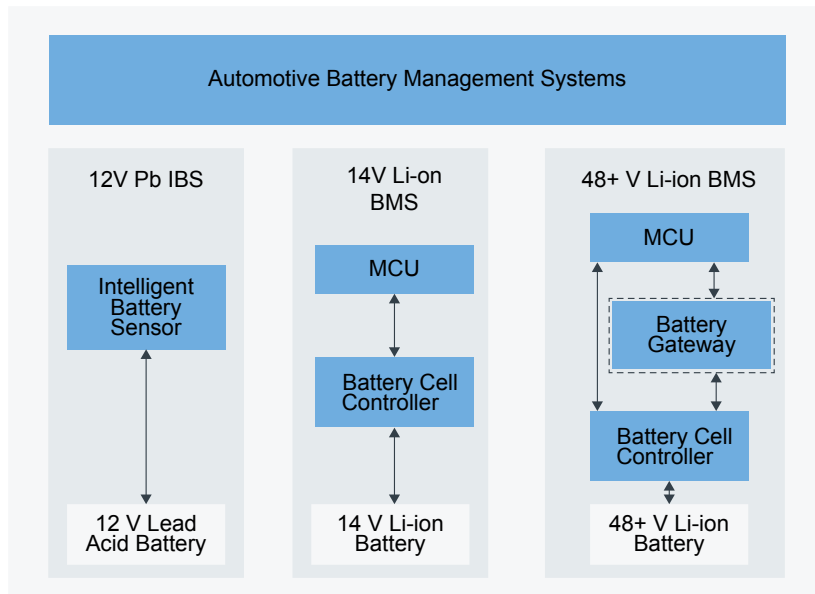 Automotive Battery Management Systems
12V Pb IBS
Intelligent
Battery
Sensor
12 V Lead
Acid Battery
14V Li-on
BMS
MCU
Battery Cell
Controller
14 V Li-ion
Battery
48+ V Li-ion BMS
MCU
Battery
Gateway
Battery Cell
Controller
48+ V Li-ion
Battery